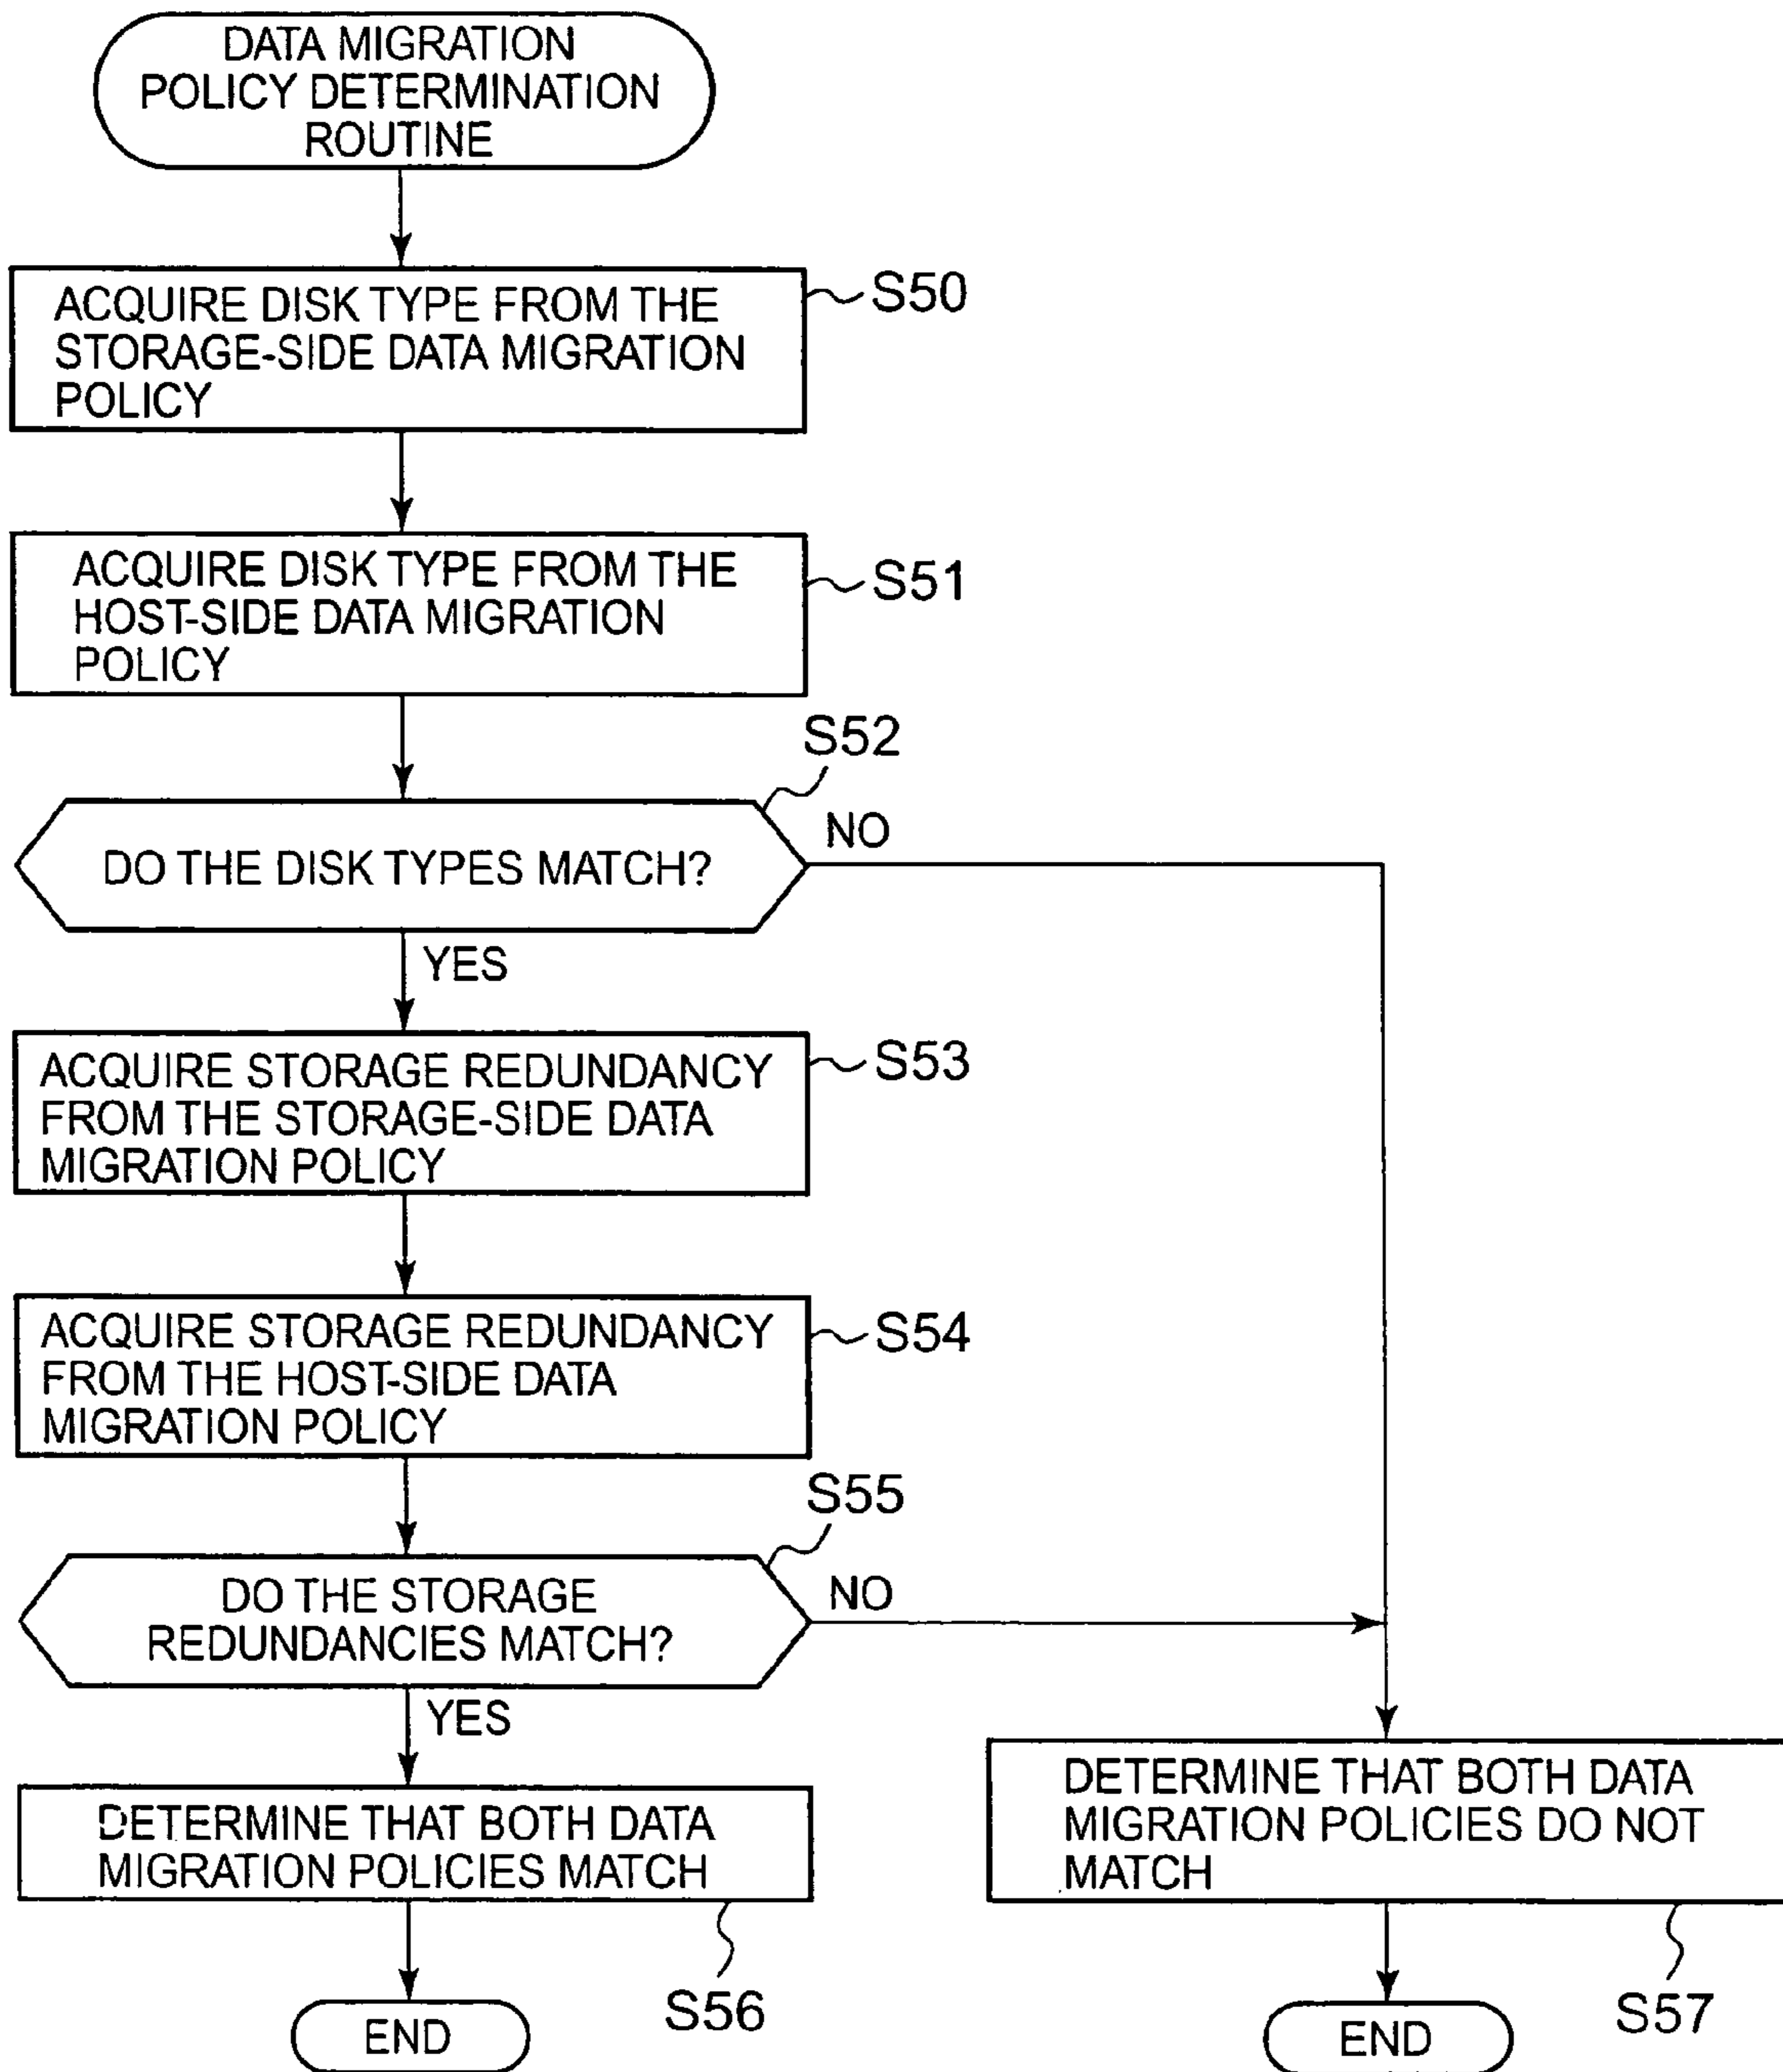 DATA MIGRATION
POLICY DETERMINATION
ROUTINE
ACQUIRE DISK TYPE FROM THE
STORAGE-SIDE DATA MIGRATION
POLICY
S50
ACQUIRE DISK TYPE FROM THE
HOST-SIDE DATA MIGRATION
POLICY
S51
S52
DO THE DISK TYPES MATCH?
NO
YES
ACQUIRE STORAGE REDUNDANCY
FROM THE STORAGE-SIDE DATA
MIGRATION POLICY
S53
ACQUIRE STORAGE REDUNDANCY
FROM THE HOST-SIDE DATA
MIGRATION POLICY
S54
S55
DO THE STORAGE
REDUNDANCIES MATCH?
NO
YES
DETERMINE THAT BOTH DATA
MIGRATION POLICIES MATCH
S56
END
DETERMINE THAT BOTH DATA
MIGRATION POLICIES DO NOT
MATCH
S57
END